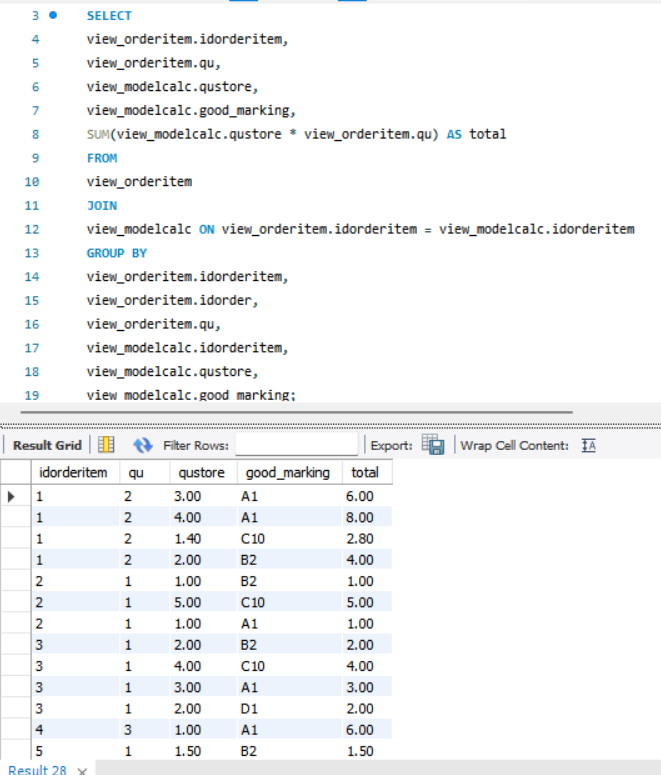 3 SELECT
4 view_orderitem.idorderitem,
5 view_orderitem.qu,
6 view_modelcalc.qustore,
7 view_modelcalc.good_marking,
8 SUM(view_modelcalc.qustore * view_orderitem.qu) AS total
9 FROM
10 view_orderitem
11 JOIN
12 view_modelcalc ON view_orderitem.idorderitem = view_modelcalc.idorderitem
13 GROUP BY
14 view_orderitem.idorderitem,
15 view_orderitem.idorder,
16 view_orderitem.qu,
17 view_modelcalc.idorderitem,
18 view_modelcalc.qustore,
19 view_modelcalc.good_marking;
Result Grid Filter Rows: Export: Wrap Cell Content: IA
idorderitem qu qustore good_marking total
1 2 3.00 A1 6.00
1 2 4.00 A1 8.00
1 2 1.40 C10 2.80
1 2 2.00 B2 4.00
2 1 1.00 B2 1.00
2 1 5.00 C10 5.00
2 1 1.00 A1 1.00
3 1 2.00 B2 2.00
3 1 4.00 C10 4.00
3 1 3.00 A1 3.00
3 1 2.00 D1 2.00
4 3 1.00 A1 6.00
5 1 1.50 B2 1.50
Result 28 ×